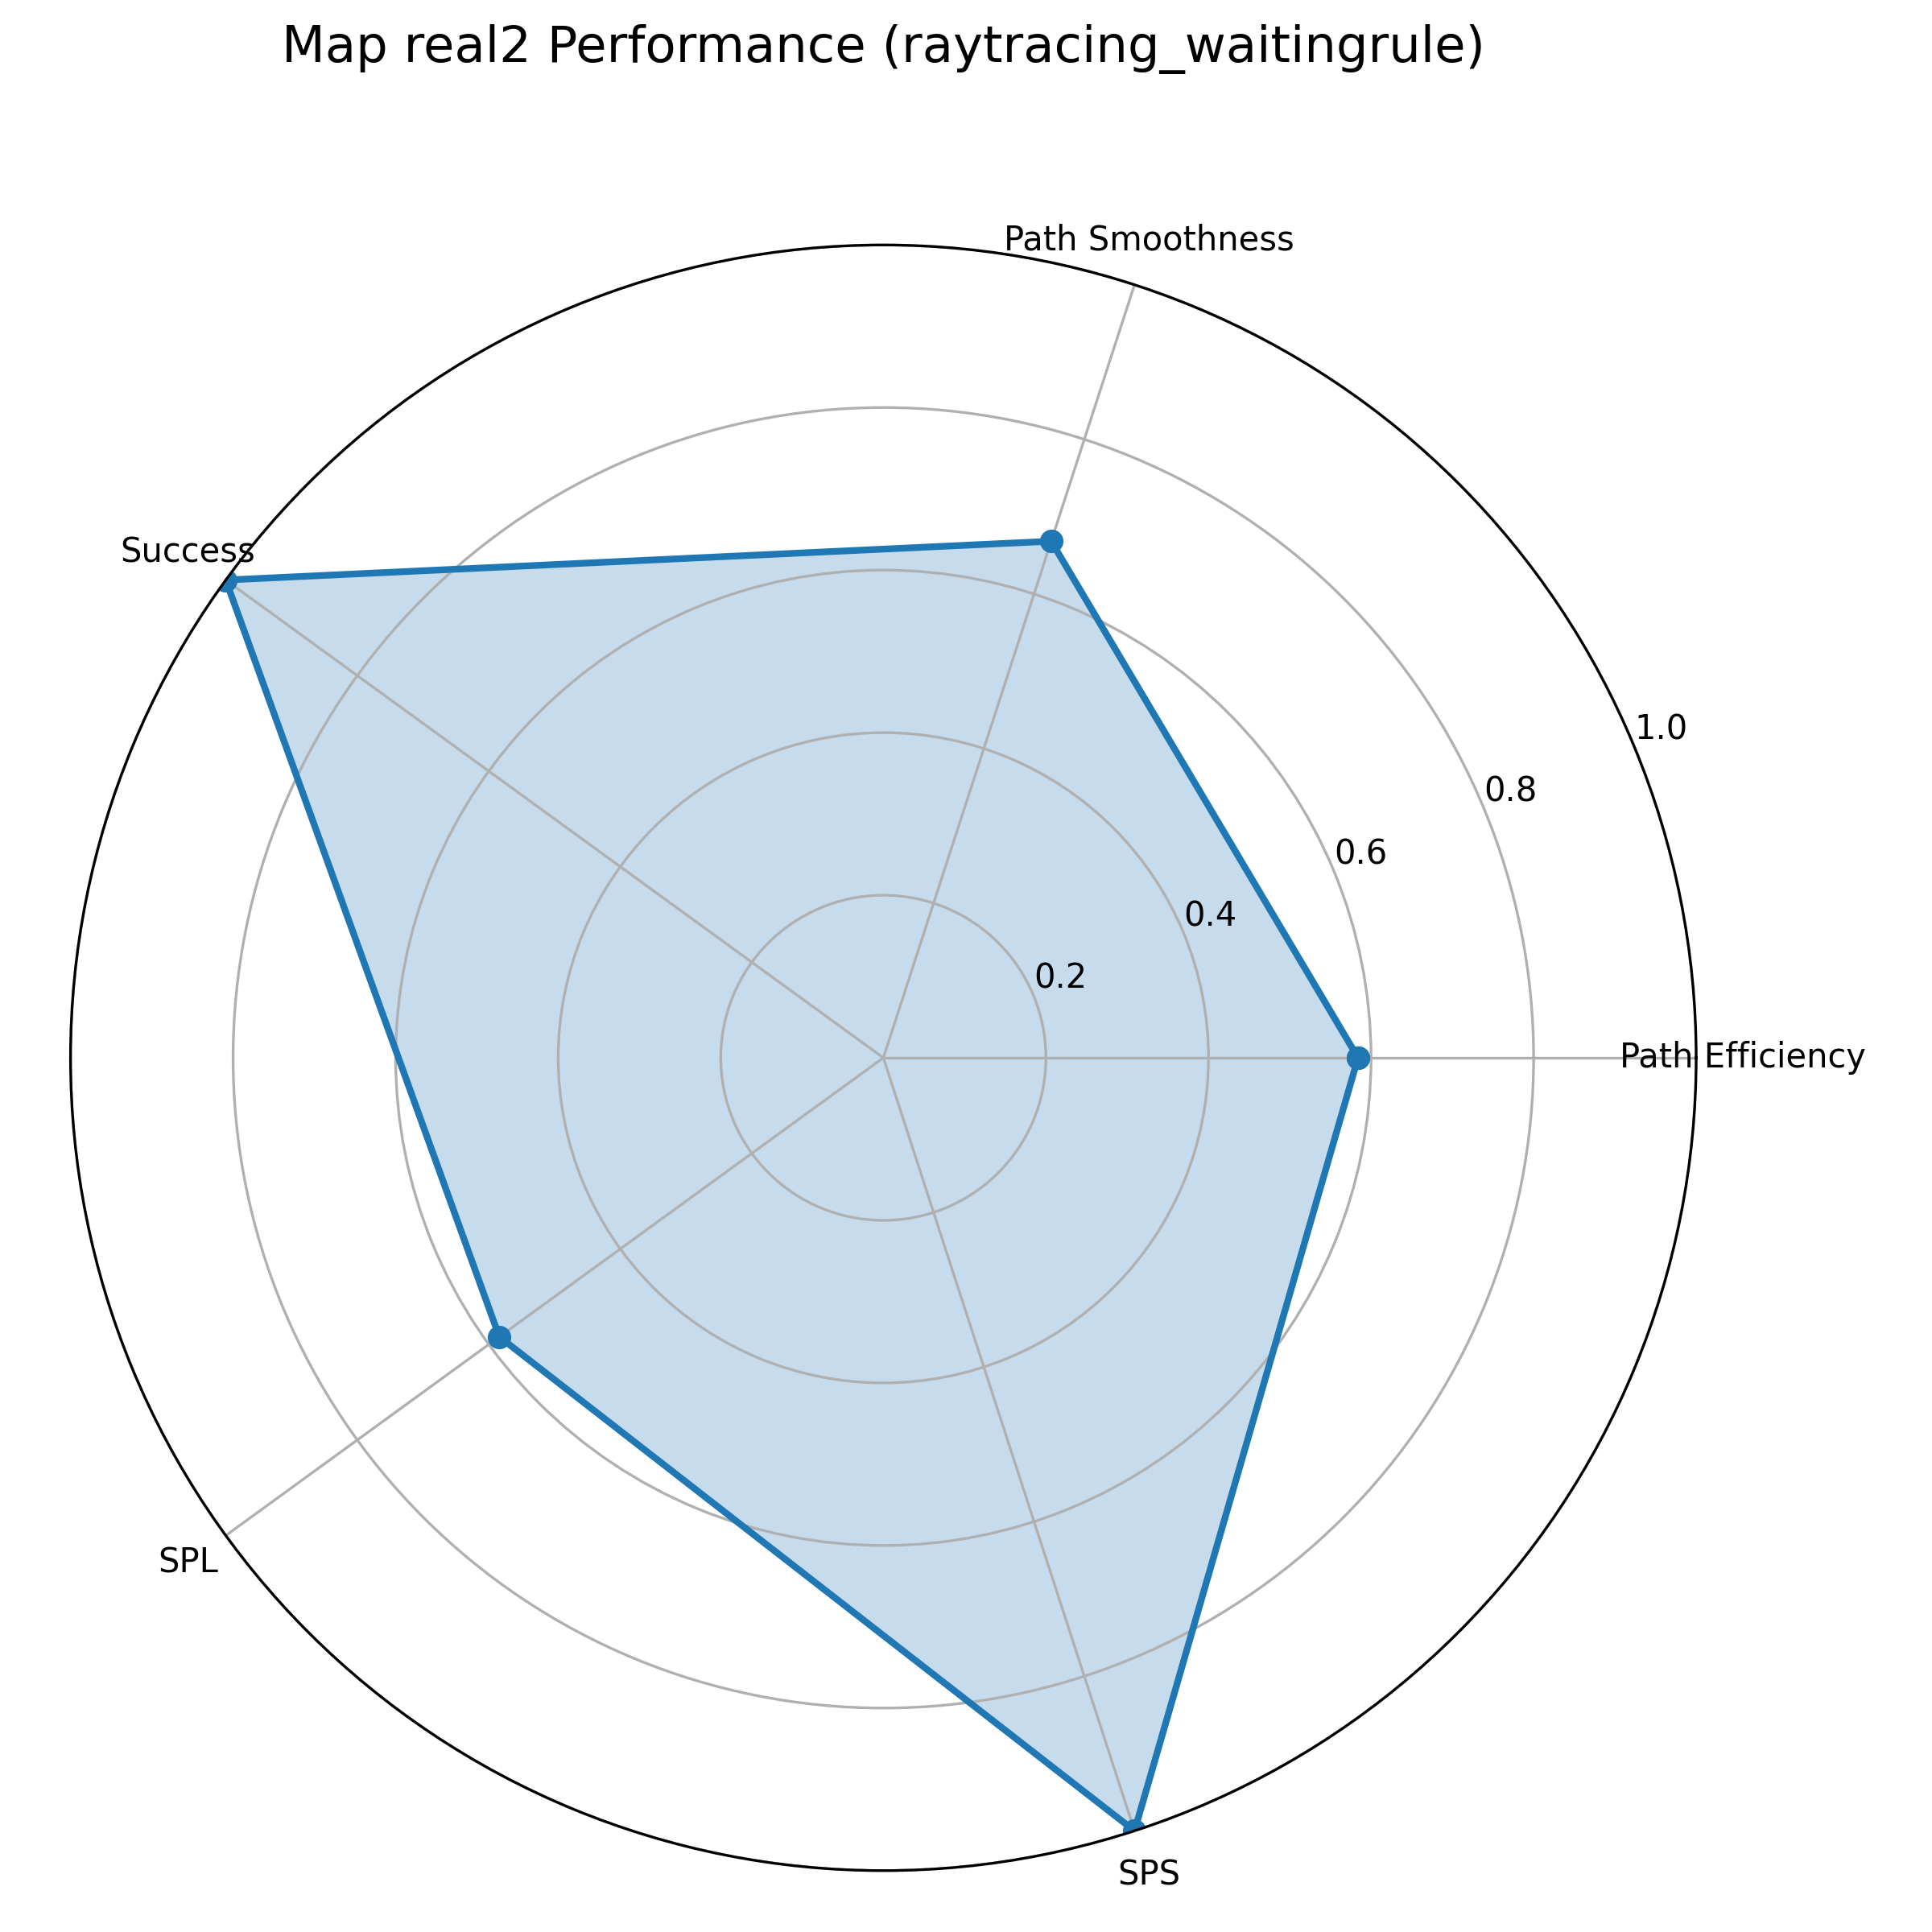 Map real2 Performance (raytracing_waitingrule)
Path Smoothness
Success
1.0
0.8
0.6
0.4
0.2
Path Efficiency
SPL
SPS